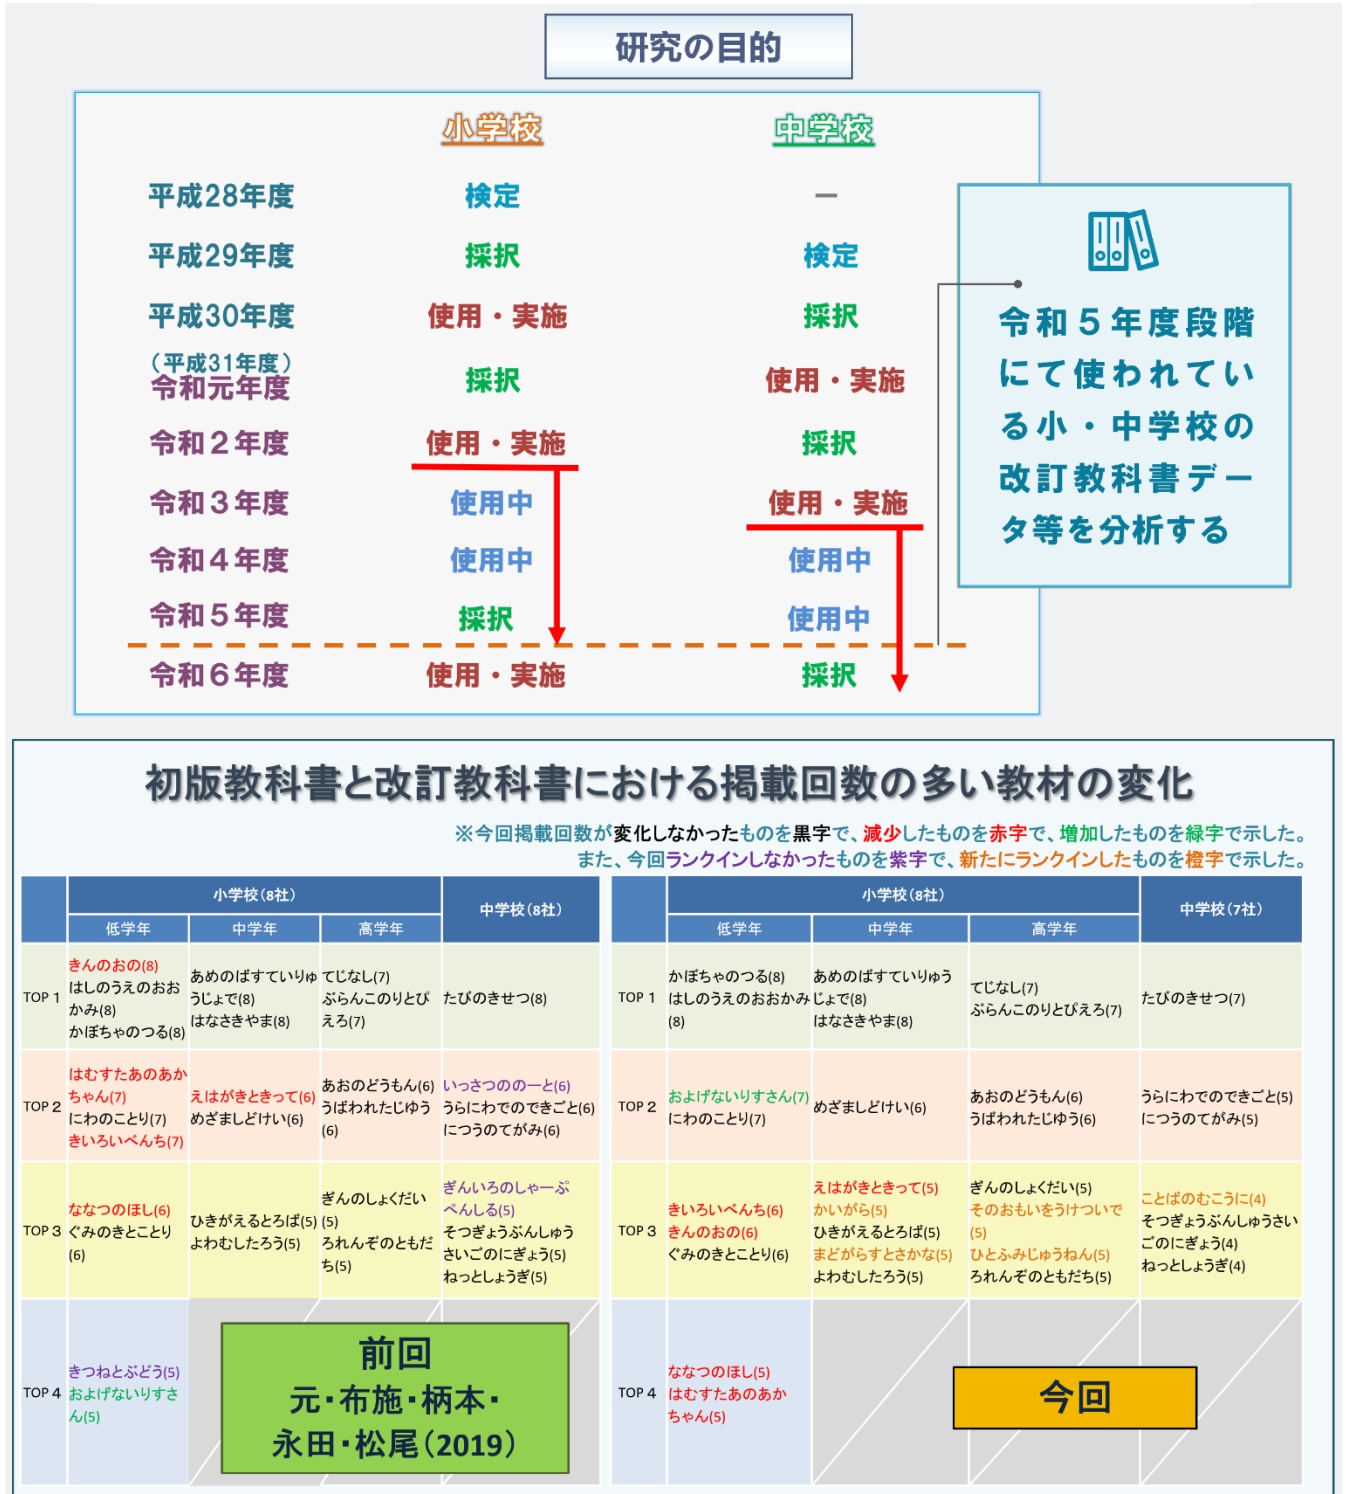 研究の目的
小学校 中学校
平成28年度 検定 －
平成29年度 採択 検定
平成30年度 使用・実施 採択
（平成31年度）
令和元年度 採択 使用・実施
令和２年度 使用・実施 採択
令和３年度 使用中 使用・実施
令和４年度 使用中 使用中
令和５年度 採択 使用中
令和６年度 使用・実施 採択
令和５年度段階
にて使われてい
る小・中学校の
改訂教科書デー
タ等を分析する
初版教科書と改訂教科書における掲載回数の多い教材の変化
※今回掲載回数が変化しなかったものを黒字で、減少したものを赤字で、増加したものを緑字で示した。
また、今回ランクインしなかったものを紫字で、新たにランクインしたものを橙字で示した。
小学校（8社） 中学校（8社）
低学年 中学年 高学年
TOP 1
きんのおの(8)
はしのうえのおお
かみ(8)
かぼちゃのつる(8)
あめのばすていりゅ
うじょで(8)
はなさきやま(8)
てじなし(7)
ぶらんこのりとぴ
えろ(7)
たびのきせつ(8)
TOP 2
はむすたあのあか
ちゃん(7)
にわのことり(7)
きいろいべんち(7)
えはがきときって(6)
めざましどけい(6)
あおのどうもん(6)
うばわれたじゆう
(6)
いっさつののーと(6)
うらにわでのできごと(6)
につうのてがみ(6)
TOP 3
ななつのほし(6)
ぐみのきとことり
(6)
ひきがえるとろば(5)
よわむしたろう(5)
ぎんのしょくだい
(5)
ろれんぞのともだ
ち(5)
ぎんいろのしゃーぷ
ぺんしる(5)
そつぎょうぶんしゅう
さいごのにぎょう(5)
ねっとしょうぎ(5)
TOP 4
きつねとぶどう(5)
およげないりすさ
ん(5)
前回
元・布施・柄本・
永田・松尾（2019）
小学校（8社） 中学校（7社）
低学年 中学年 高学年
TOP 1
かぼちゃのつる(8)
はしのうえのおおかみ
(8)
あめのばすていりゅう
じょで(8)
はなさきやま(8)
てじなし(7)
ぶらんこのりとぴえろ(7)
たびのきせつ(7)
TOP 2
およげないりすさん(7)
にわのことり(7)
めざましどけい(6)
あおのどうもん(6)
うばわれたじゆう(6)
うらにわでのできごと(5)
につうのてがみ(5)
TOP 3
きいろいべんち(6)
きんのおの(6)
ぐみのきとことり(6)
えはがきときって(5)
かいがら(5)
ひきがえるとろば(5)
まどがらすとさかな(5)
よわむしたろう(5)
ぎんのしょくだい(5)
そのおもいをうけついで
(5)
ひとふみじゅうねん(5)
ろれんぞのともだち(5)
ことばのむこうに(4)
そつぎょうぶんしゅうさい
ごのにぎょう(4)
ねっとしょうぎ(4)
TOP 4
ななつのほし(5)
はむすたあのあか
ちゃん(5)
今回